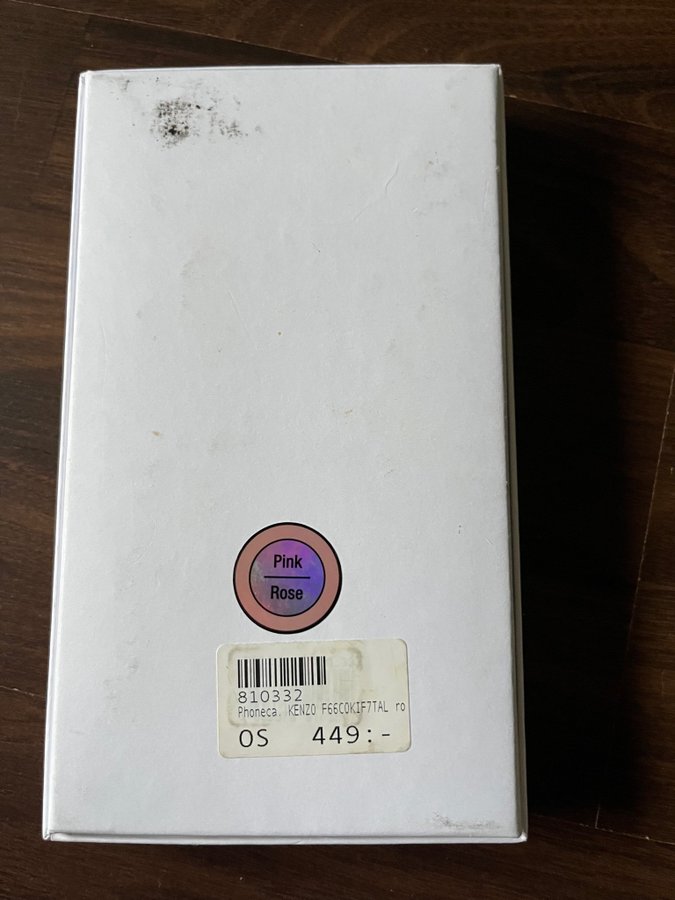 Pink
Rose
810332
Phoneca. KENZO F66COKIF7TAL ro
OS 449:-